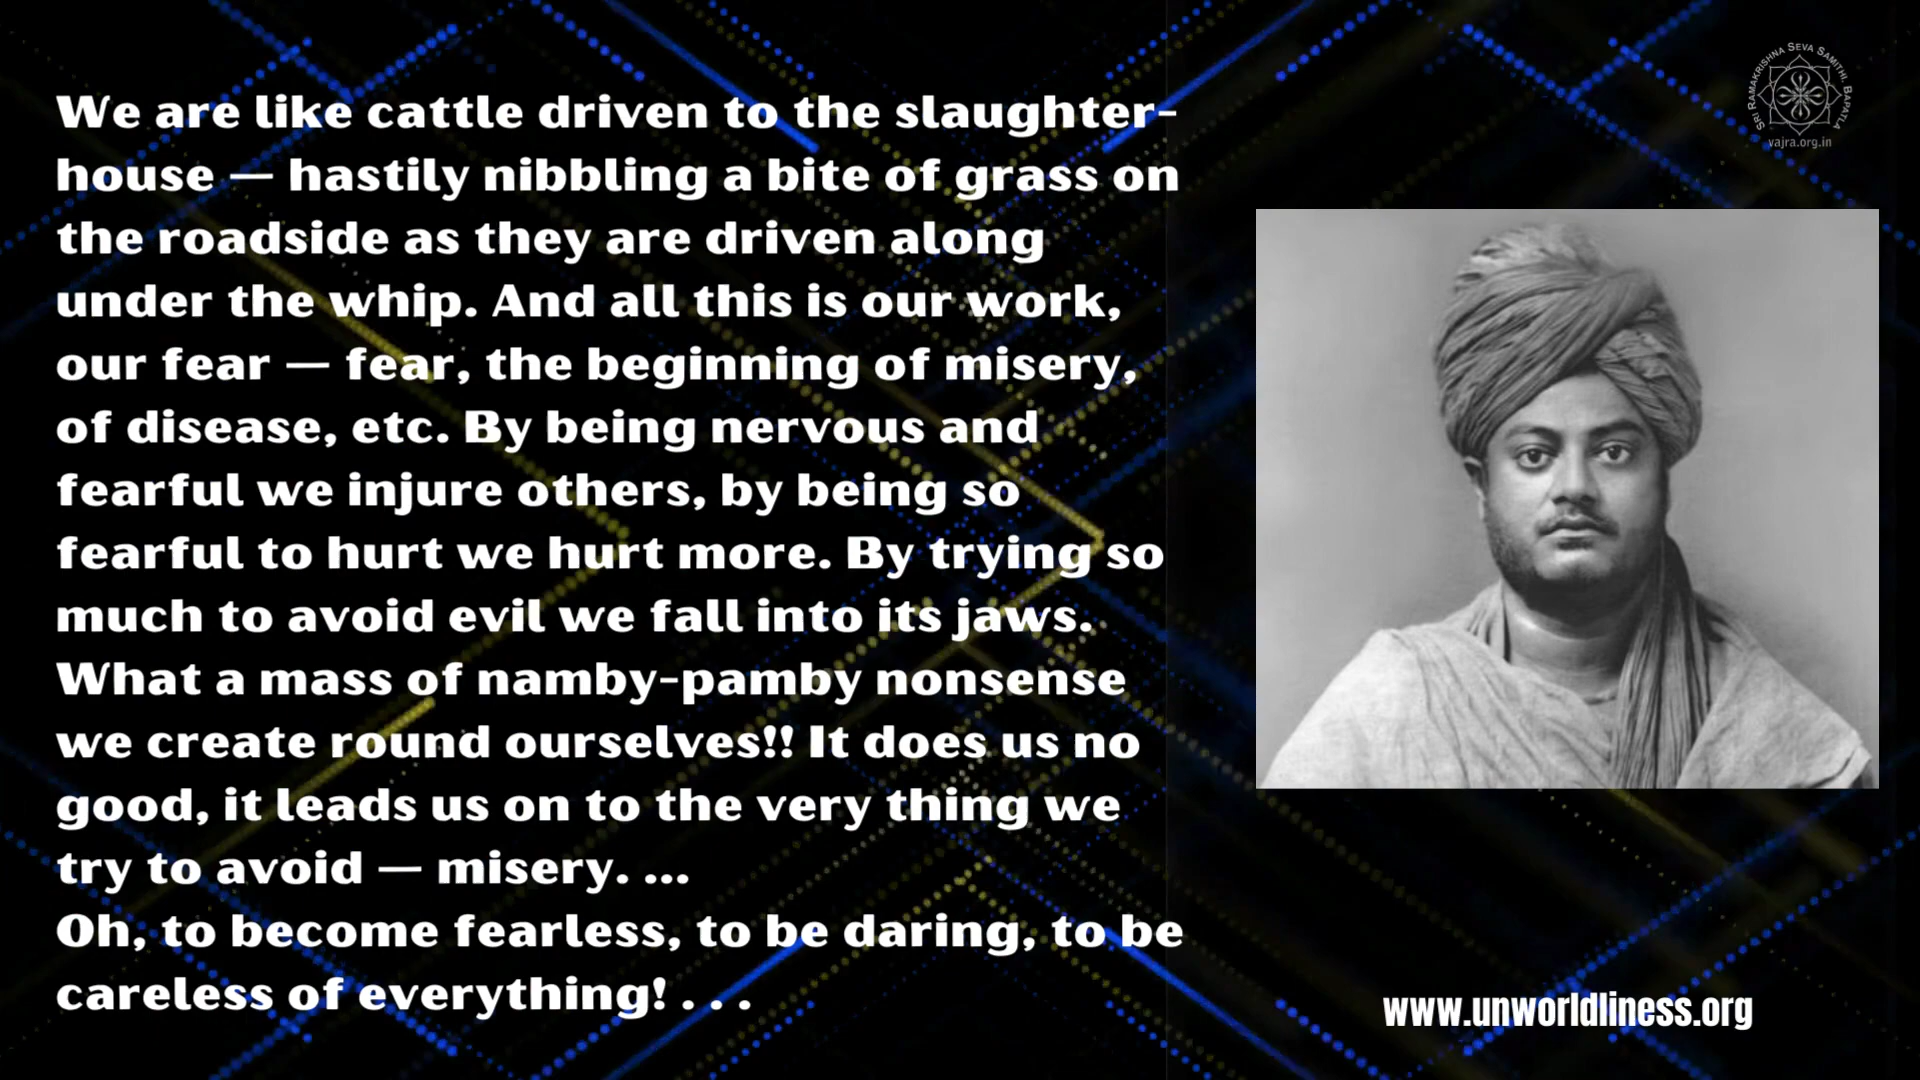 We are like cattle driven to the slaughter-
house — hastily nibbling a bite of grass on
the roadside as they are driven along
under the whip. And all this is our work,
our fear — fear, the beginning of misery,
of disease, etc. By being nervous and
fearful we injure others, by being so
fearful to hurt we hurt more. By trying so
much to avoid evil we fall into its jaws.
What a mass of namby-pamby nonsense
we create round ourselves!! It does us no
good, it leads us on to the very thing we
try to avoid — misery. ...
Oh, to become fearless, to be daring, to be
careless of everything! . . .
SRI RAMAKRISHNA SEVA SAMITHI, BAPATLA
vajra.org.in
www.unworldliness.org